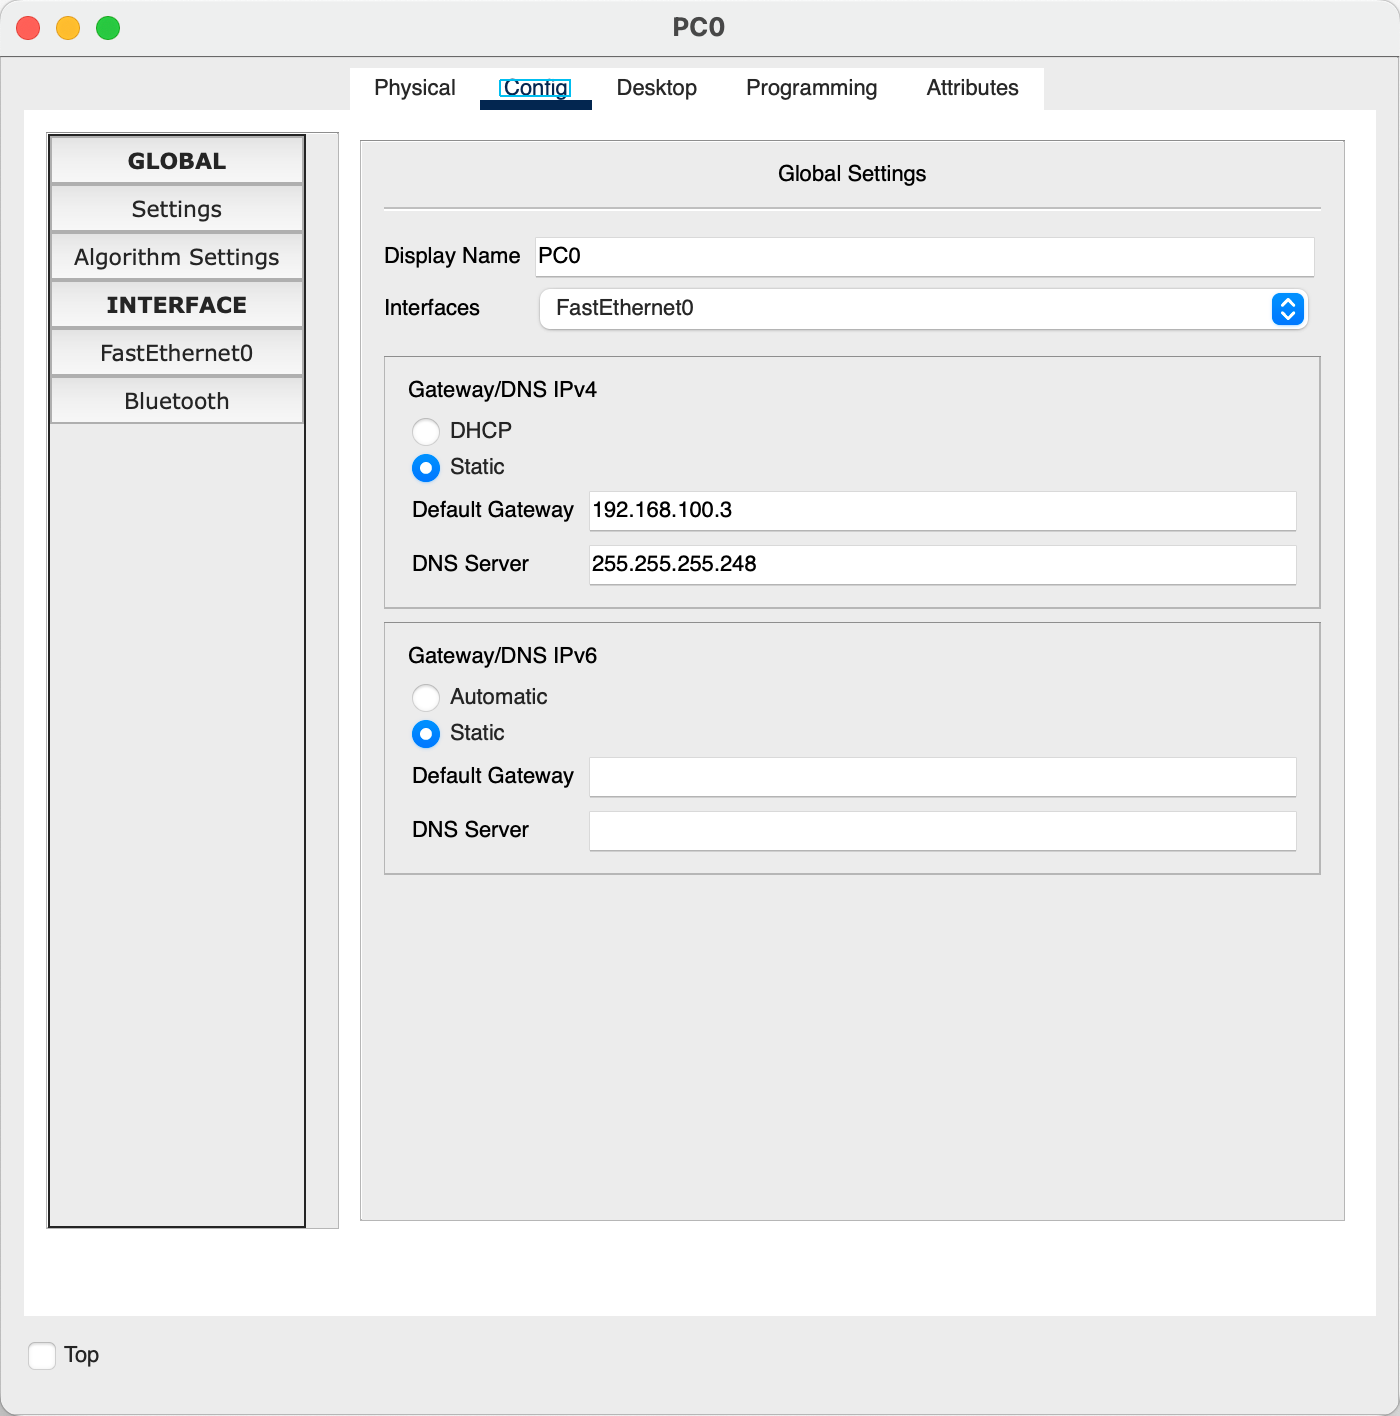 PC0
Physical
Config
Desktop
Programming
Attributes
GLOBAL
Settings
Algorithm Settings
INTERFACE
FastEthernet0
Bluetooth
Global Settings
Display Name PC0
Interfaces FastEthernet0
Gateway/DNS IPv4
DHCP
Static
Default Gateway 192.168.100.3
DNS Server 255.255.255.248
Gateway/DNS IPv6
Automatic
Static
Default Gateway
DNS Server
Top